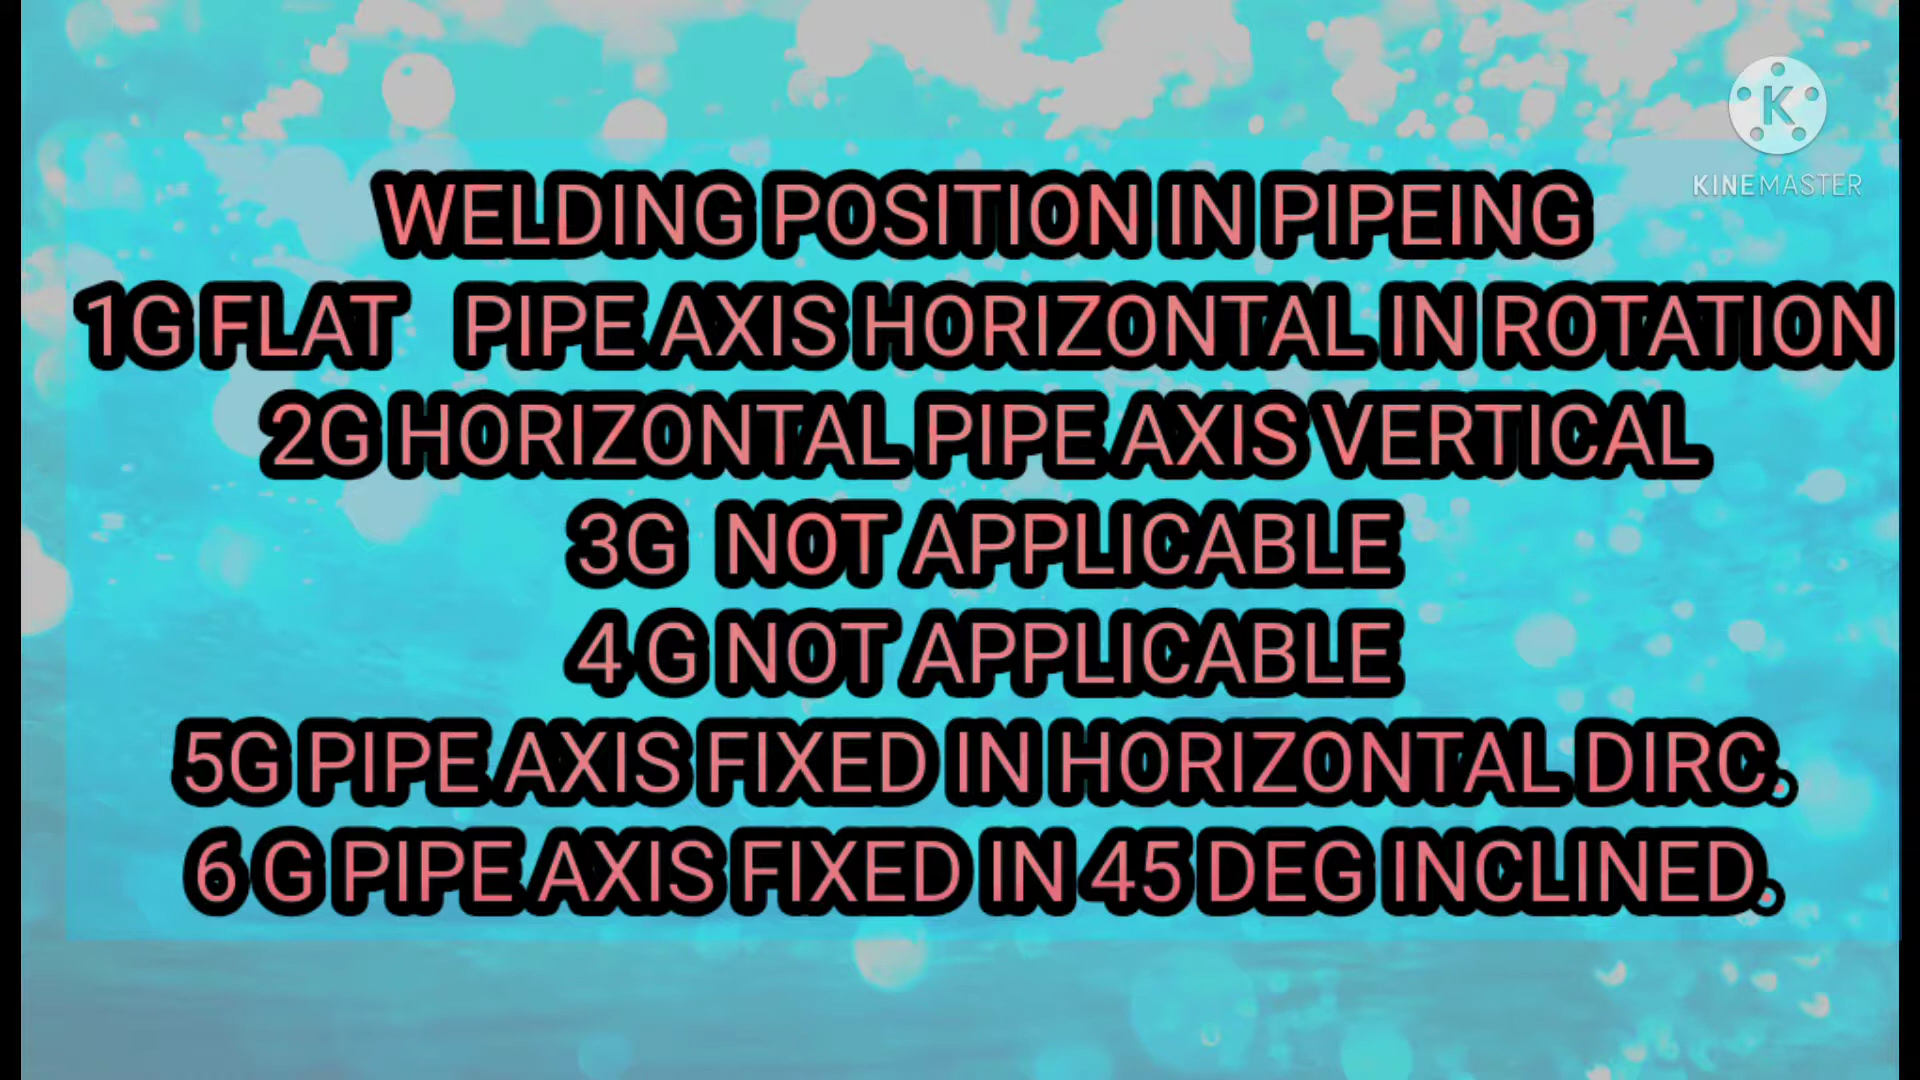 KINEMASTER
WELDING POSITION IN PIPEING
1G FLAT PIPE AXIS HORIZONTAL IN ROTATION
2G HORIZONTAL PIPE AXIS VERTICAL
3G NOT APPLICABLE
4 G NOT APPLICABLE
5G PIPE AXIS FIXED IN HORIZONTAL DIRC.
6 G PIPE AXIS FIXED IN 45 DEG INCLINED.